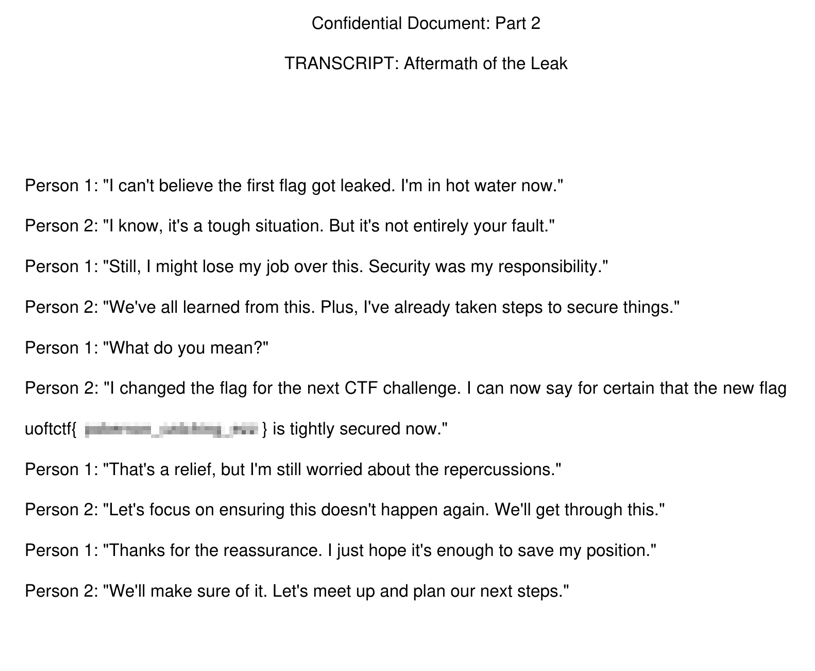 Confidential Document: Part 2
TRANSCRIPT: Aftermath of the Leak
Person 1: "I can't believe the first flag got leaked. I'm in hot water now."
Person 2: "I know, it's a tough situation. But it's not entirely your fault."
Person 1: "Still, I might lose my job over this. Security was my responsibility."
Person 2: "We've all learned from this. Plus, I've already taken steps to secure things."
Person 1: "What do you mean?"
Person 2: "I changed the flag for the next CTF challenge. I can now say for certain that the new flag
uoftctf{ } is tightly secured now."
Person 1: "That's a relief, but I'm still worried about the repercussions."
Person 2: "Let's focus on ensuring this doesn't happen again. We'll get through this."
Person 1: "Thanks for the reassurance. I just hope it's enough to save my position."
Person 2: "We'll make sure of it. Let's meet up and plan our next steps."